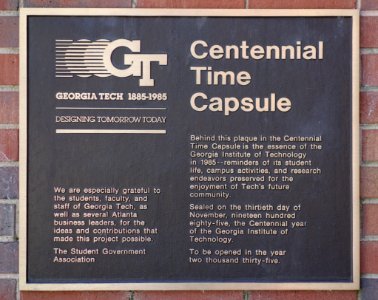 GT
GEORGIA TECH 1885-1985
DESIGNING TOMORROW TODAY
We are especially grateful to
the students, faculty, and
staff of Georgia Tech, as
well as several Atlanta
business leaders, for the
ideas and contributions that
made this project possible.
The Student Government
Association
Centennial
Time
Capsule
Behind this plaque in the Centennial
Time Capsule is the essence of the
Georgia Institute of Technology
in 1985--reminders of its student
life, campus activities, and research
endeavors preserved for the
enjoyment of Tech's future
community.
Sealed on the thirtieth day of
November, nineteen hundred
eighty-five, the Centennial year
of the Georgia Institute of
Technology.
To be opened in the year
two thousand thirty-five.